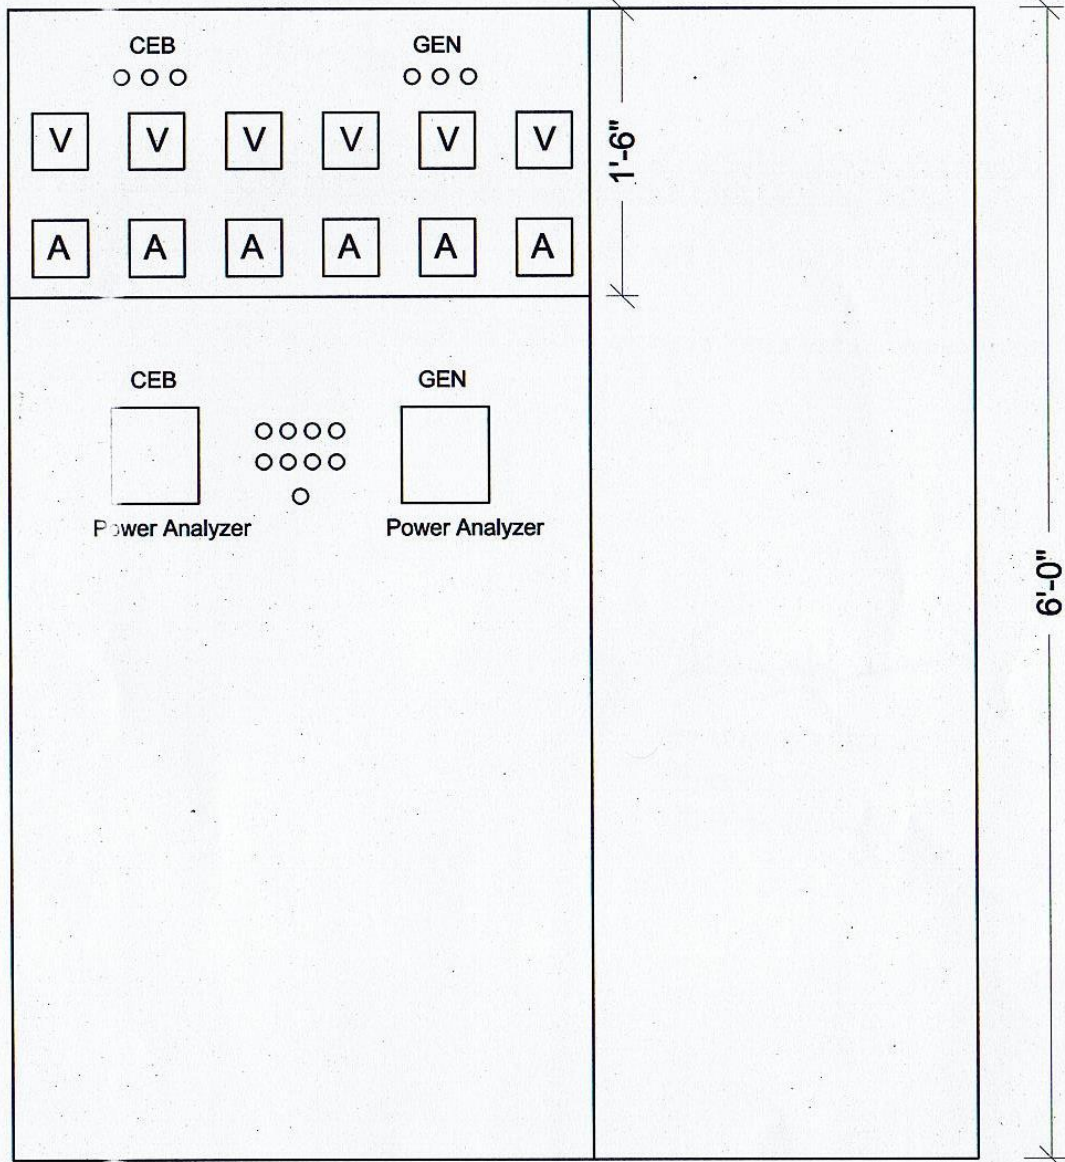 CEB GEN
V V V V V V
1'-6"
A A A A A A
CEB GEN
Power Analyzer Power Analyzer
6'-0"